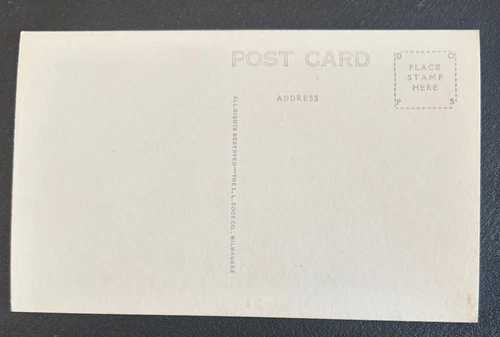 POST CARD
ADDRESS
D O
PLACE
STAMP
HERE
P S
ALL RIGHTS RESERVED—THE L. L. COOK CO., MILWAUKEE